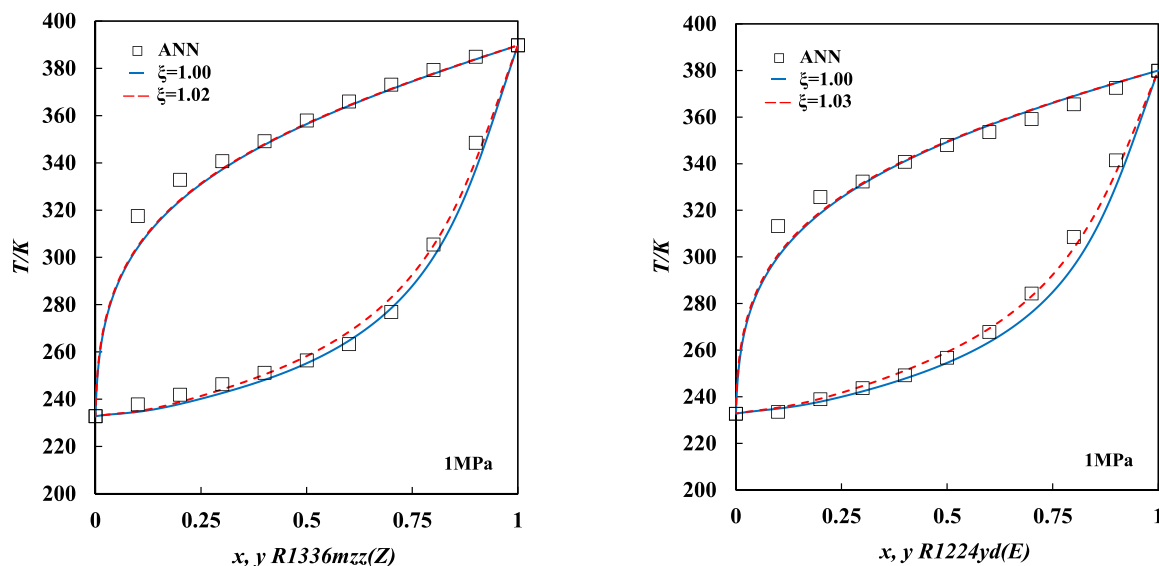 400
380
360
340
320
300
280
260
240
220
200
T/K
ANN
ξ=1.00
ξ=1.02
1MPa
0
0.25
0.5
0.75
1
x, y R1336mzz(Z)
400
380
360
340
320
300
280
260
240
220
200
T/K
ANN
ξ=1.00
ξ=1.03
1MPa
0
0.25
0.5
0.75
1
x, y R1224yd(E)